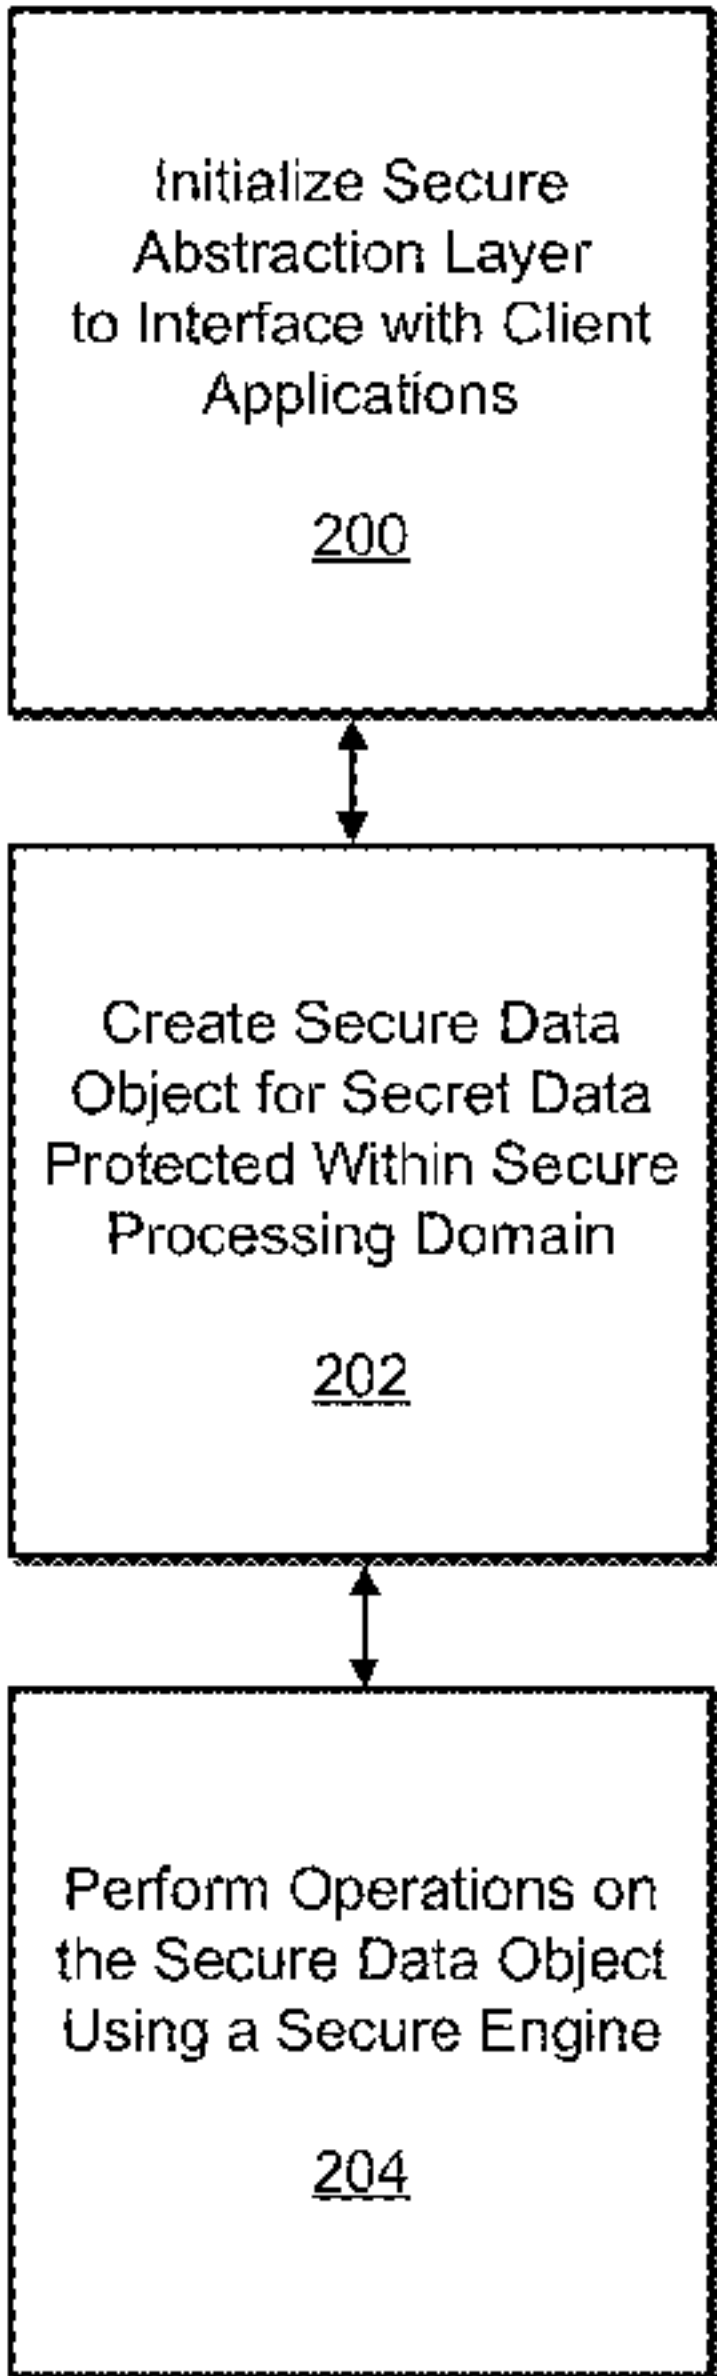 Initialize Secure
Abstraction Layer
to Interface with Client
Applications
200
Create Secure Data
Object for Secret Data
Protected Within Secure
Processing Domain
202
Perform Operations on
the Secure Data Object
Using a Secure Engine
204